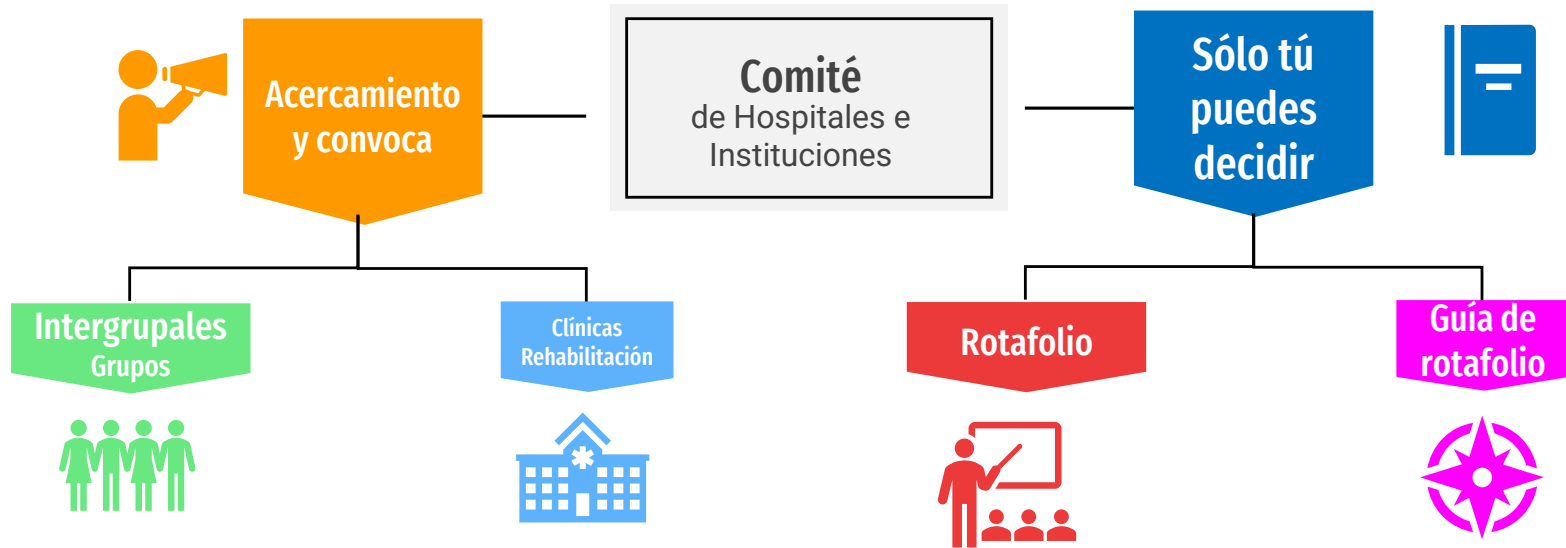 Acercamiento
y convoca
Comité
de Hospitales e
Instituciones
Sólo tú
puedes
decidir
Intergrupales
Grupos
Clínicas
Rehabilitación
Rotafolio
Guía de
rotafolio